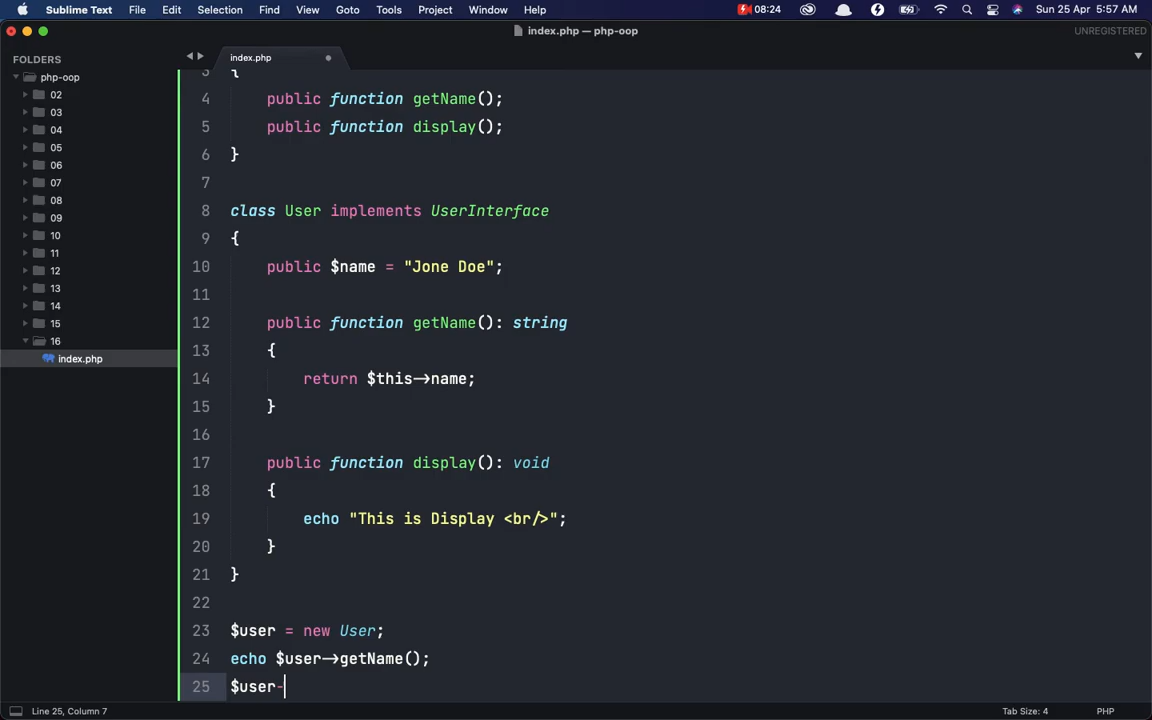 Sublime Text File Edit Selection Find View Goto Tools Project Window Help 08:24 Sun 25 Apr 5:57 AM
index.php — php-oop UNREGISTERED
FOLDERS
php-oop
02
03
04
05
06
07
08
09
10
11
12
13
14
15
16
index.php
index.php
3 {
4 public function getName();
5 public function display();
6 }
7
8 class User implements UserInterface
9 {
10 public $name = "Jone Doe";
11
12 public function getName(): string
13 {
14 return $this->name;
15 }
16
17 public function display(): void
18 {
19 echo "This is Display <br/>";
20 }
21 }
22
23 $user = new User;
24 echo $user->getName();
25 $user-
Line 25, Column 7 Tab Size: 4 PHP